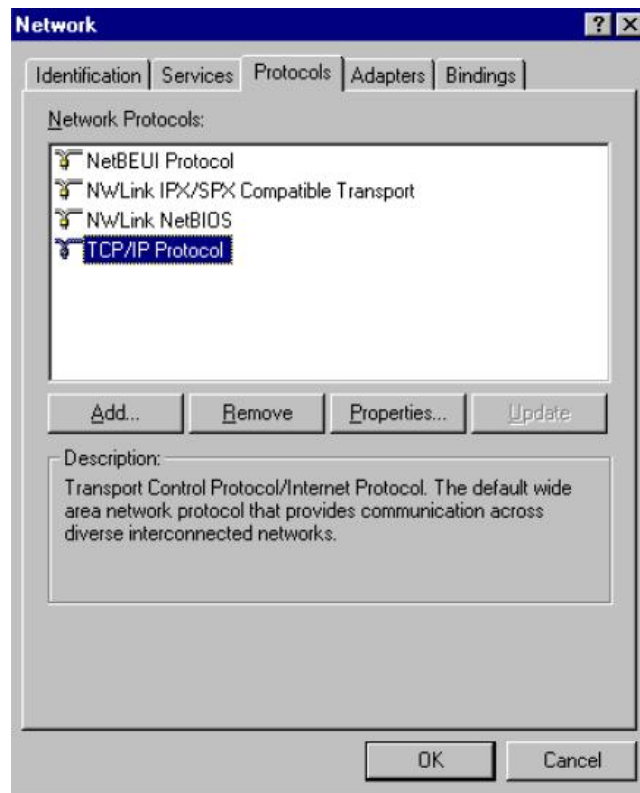 Network
Identification Services Protocols Adapters Bindings
Network Protocols:
NetBEUI Protocol
NWLink IPX/SPX Compatible Transport
NWLink NetBIOS
TCP/IP Protocol
Add... Remove Properties... Update
Description:
Transport Control Protocol/Internet Protocol. The default wide
area network protocol that provides communication across
diverse interconnected networks.
OK Cancel